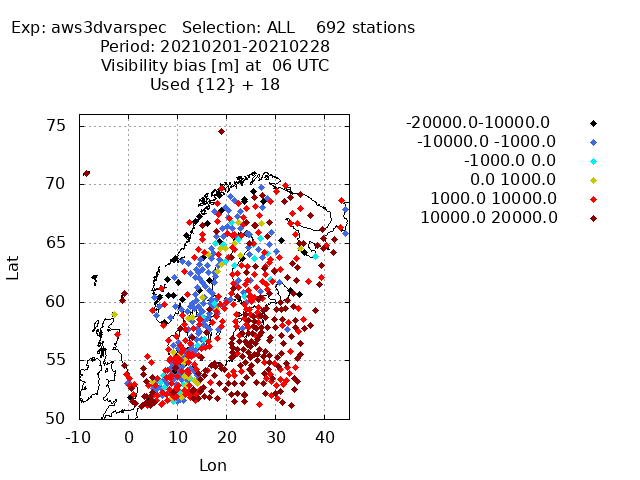 Exp: aws3dvarspec   Selection: ALL    692 stations
Period: 20210201-20210228
Visibility bias [m] at  06 UTC
Used {12} + 18
-20000.0-10000.0
-10000.0 -1000.0
-1000.0 0.0
0.0 1000.0
1000.0 10000.0
10000.0 20000.0
75
70
65
60
55
50
Lat
-10 0 10 20 30 40
Lon